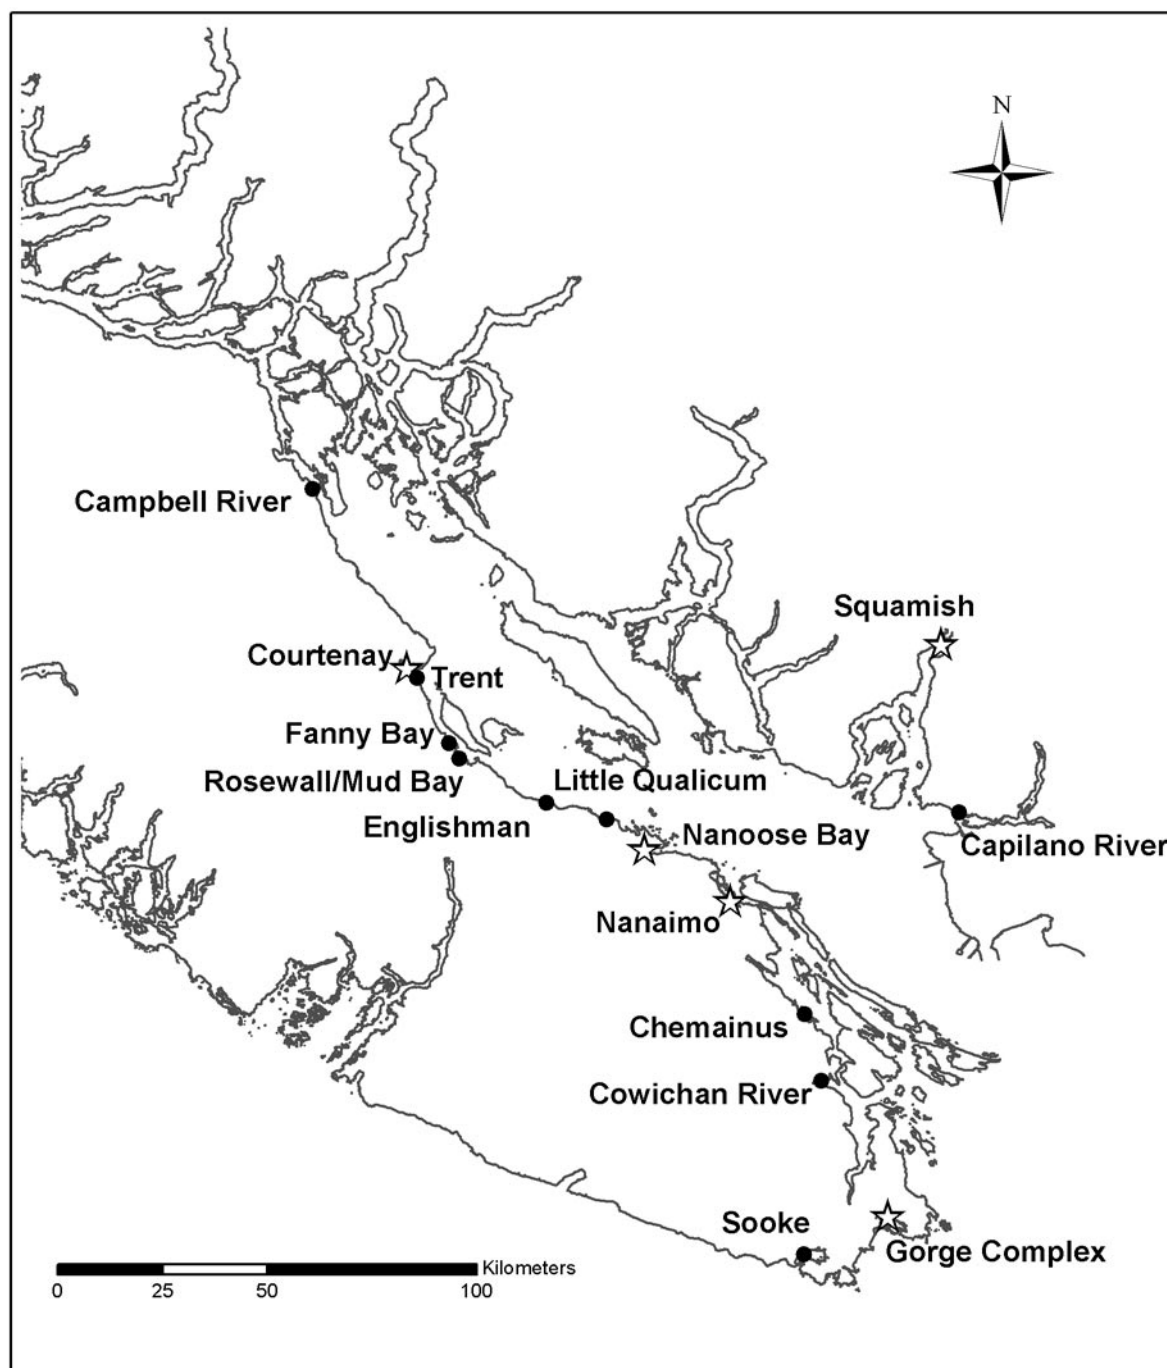 N
Campbell River
Squamish
Courtenay
Trent
Fanny Bay
Rosewall/Mud Bay
Little Qualicum
Englishman
Nanoose Bay
Capilano River
Nanaimo
Chemainus
Cowichan River
Sooke
Gorge Complex
Kilometers
0 25 50 100